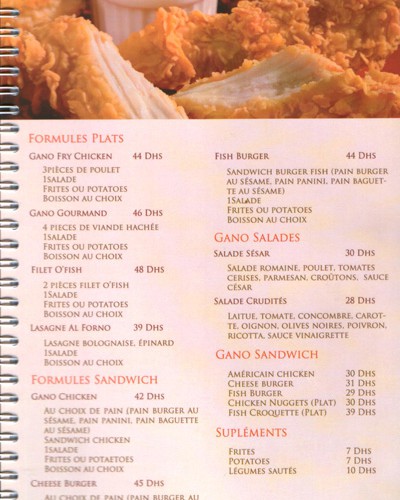 FORMULES PLATS
GANO FRY CHICKEN 44 DHS
3PIÈCES DE POULET
1SALADE
FRITES OU POTATOES
BOISSON AU CHOIX
GANO GOURMAND 46 DHS
4 PIECES DE VIANDE HACHÉE
1SALADE
FRITES OU POTATOES
BOISSON AU CHOIX
FILET O'FISH 48 DHS
2 PIÈCES FILET O'FISH
1SALADE
FRITES OU POTATOES
BOISSON AU CHOIX
LASAGNE AL FORNO 39 DHS
LASAGNE BOLOGNAISE, ÉPINARD
1SALADE
BOISSON AU CHOIX
FORMULES SANDWICH
GANO CHICKEN 42 DHS
AU CHOIX DE PAIN (PAIN BURGER AU
SÉSAME, PAIN PANINI, PAIN BAGUETTE
AU SÉSAME)
SANDWICH CHICKEN
1SALADE
FRITES OU POTAETOES
BOISSON AU CHOIX
CHEESE BURGER 45 DHS
AU CHOIX DE PAIN (PAIN BURGER AU
FISH BURGER 44 DHS
SANDWICH BURGER FISH (PAIN BURGER
AU SÉSAME, PAIN PANINI, PAIN BAGUET-
TE AU SÉSAME)
1SALADE
FRITES OU POTATOES
BOISSON AU CHOIX
GANO SALADES
SALADE SÉSAR 30 DHS
SALADE ROMAINE, POULET, TOMATES
CERISES, PARMESAN, CROÛTONS, SAUCE
CÉSAR
SALADE CRUDITÉS 28 DHS
LAITUE, TOMATE, CONCOMBRE, CAROT-
TE, OIGNON, OLIVES NOIRES, POIVRON,
RICOTTA, SAUCE VINAIGRETTE
GANO SANDWICH
AMÉRICAIN CHICKEN 30 DHS
CHEESE BURGER 31 DHS
FISH BURGER 29 DHS
CHICKEN NUGGETS (PLAT) 30 DHS
FISH CROQUETTE (PLAT) 39 DHS
SUPLÉMENTS
FRITES 7 DHS
POTATOES 7 DHS
LÉGUMES SAUTÉS 10 DHS